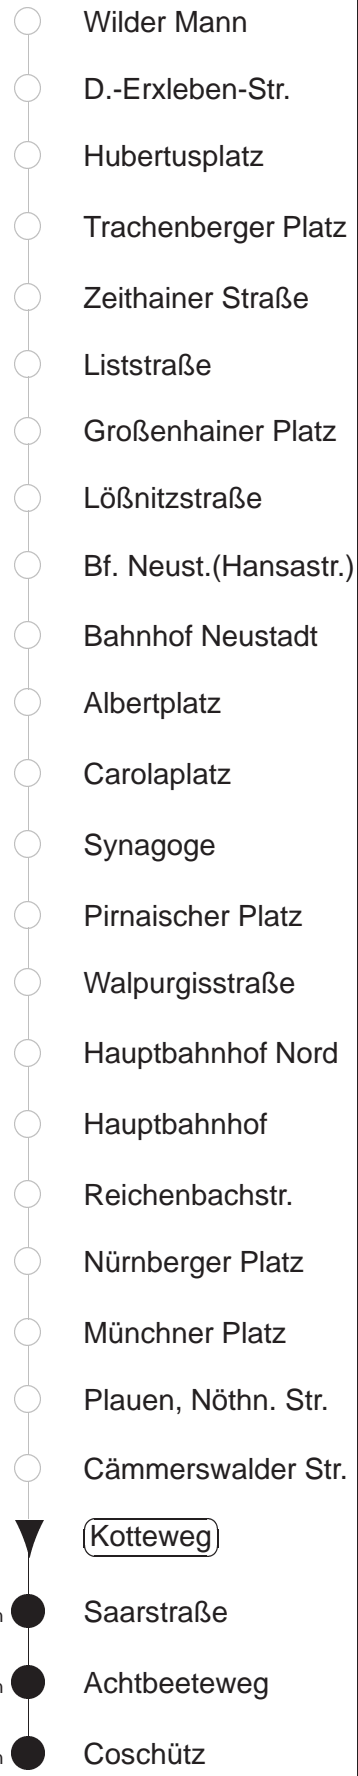 Wilder Mann
D.-Erxleben-Str.
Hubertusplatz
Trachenberger Platz
Zeithainer Straße
Liststraße
Großenhainer Platz
Lößnitzstraße
Bf. Neust.(Hansastr.)
Bahnhof Neustadt
Albertplatz
Carolaplatz
Synagoge
Pirnaischer Platz
Walpurgisstraße
Hauptbahnhof Nord
Hauptbahnhof
Reichenbachstr.
Nürnberger Platz
Münchner Platz
Plauen, Nöthn. Str.
Cämmerswalder Str.
Kotteweg
Saarstraße
Achtbeeteweg
Coschütz